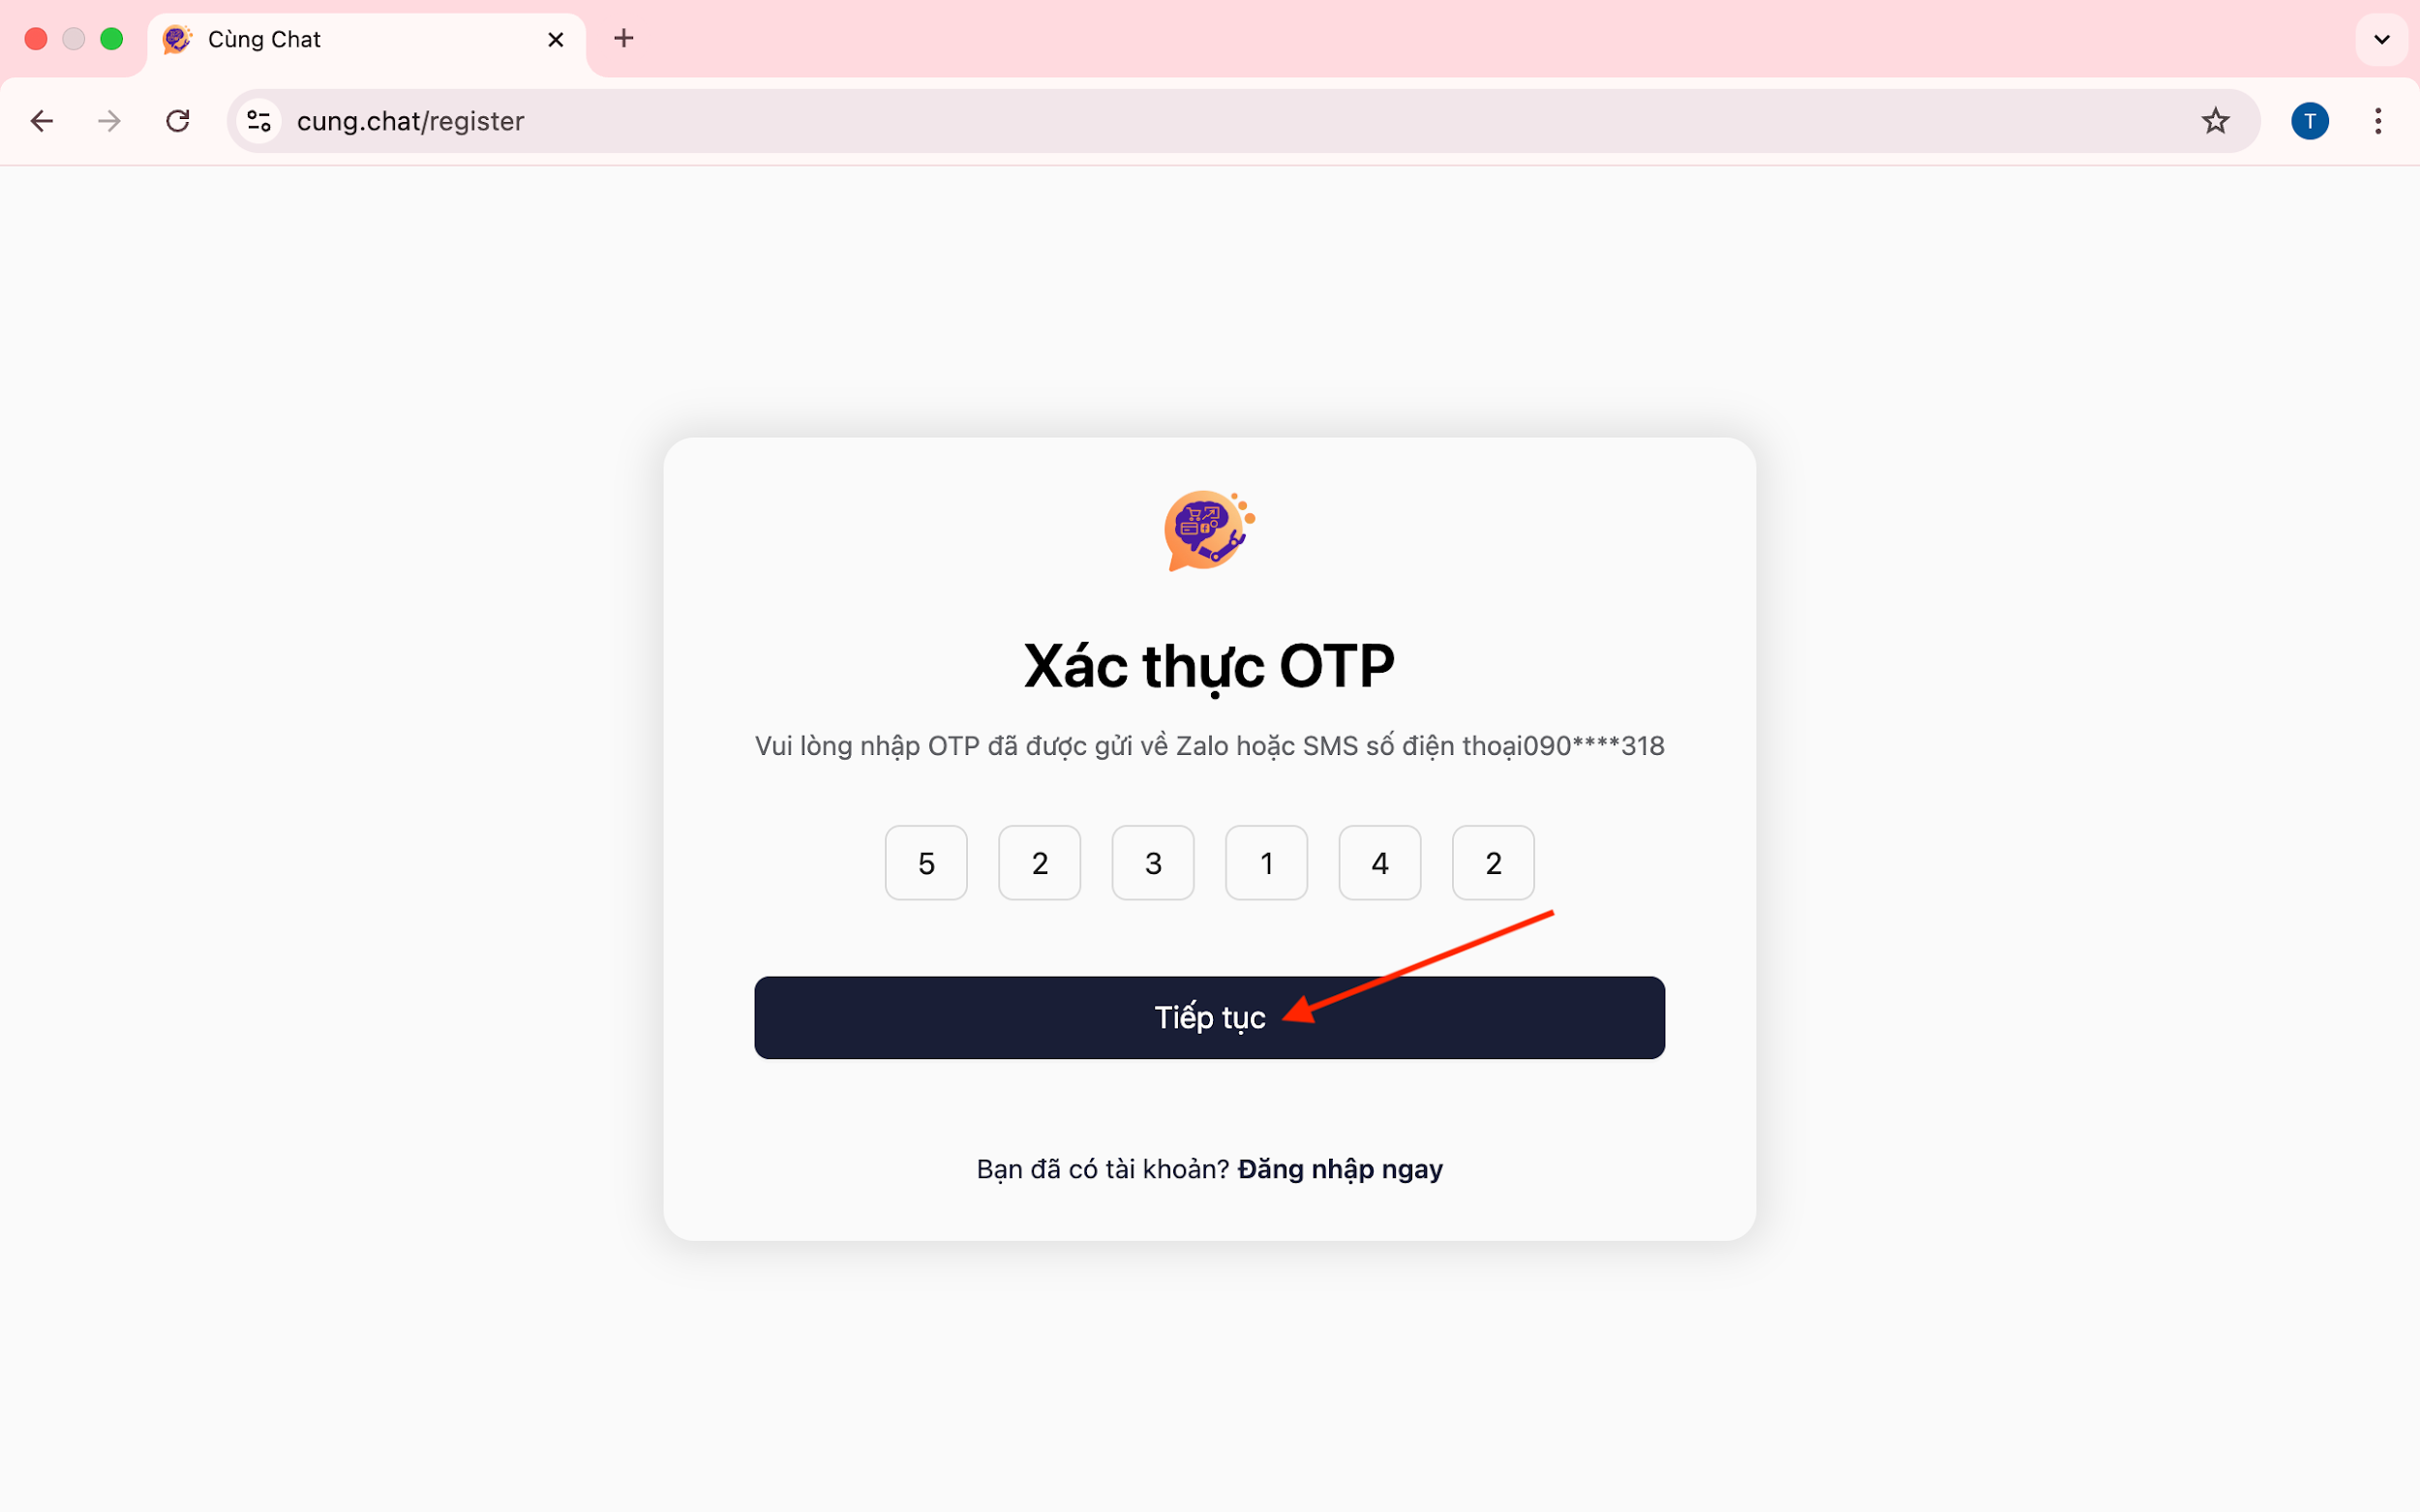 Cùng Chat
cung.chat/register
T
Xác thực OTP
Vui lòng nhập OTP đã được gửi về Zalo hoặc SMS số điện thoại090****318
5 2 3 1 4 2
Tiếp tục
Bạn đã có tài khoản? Đăng nhập ngay